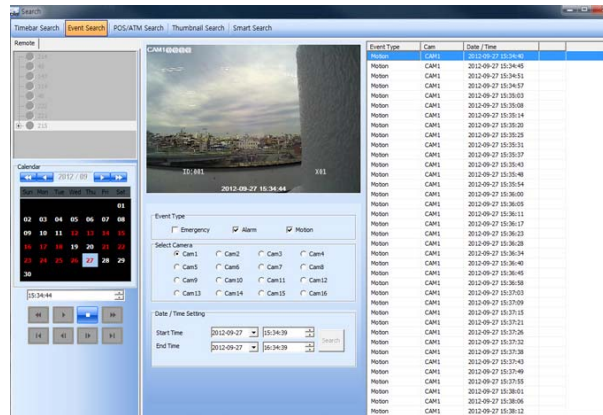 Search
Timebar Search Event Search POS/ATM Search Thumbnail Search Smart Search
Remote
215
Calendar
2012 / 09
Sun Mon Tue Wed Thu Fri Sat
01
02 03 04 05 06 07 08
09 10 11 12 13 14 15
16 17 18 19 20 21 22
23 24 25 26 27 28 29
30
15:34:44
CAM1@@@@
ID:001 X01
2012-09-27 15:34:44
Event Type
Emergency Alarm Motion
Select Camera
Cam1 Cam2 Cam3 Cam4
Cam5 Cam6 Cam7 Cam8
Cam9 Cam10 Cam11 Cam12
Cam13 Cam14 Cam15 Cam16
Date / Time Setting
Start Time 2012-09-27 15:34:39
End Time 2012-09-27 16:34:39
Search
Event Type Cam Date / Time
Motion CAM1 2012-09-27 15:34:40
Motion CAM1 2012-09-27 15:34:45
Motion CAM1 2012-09-27 15:34:51
Motion CAM1 2012-09-27 15:34:57
Motion CAM1 2012-09-27 15:35:03
Motion CAM1 2012-09-27 15:35:08
Motion CAM1 2012-09-27 15:35:14
Motion CAM1 2012-09-27 15:35:20
Motion CAM1 2012-09-27 15:35:25
Motion CAM1 2012-09-27 15:35:31
Motion CAM1 2012-09-27 15:35:37
Motion CAM1 2012-09-27 15:35:43
Motion CAM1 2012-09-27 15:35:48
Motion CAM1 2012-09-27 15:35:54
Motion CAM1 2012-09-27 15:36:00
Motion CAM1 2012-09-27 15:36:05
Motion CAM1 2012-09-27 15:36:11
Motion CAM1 2012-09-27 15:36:17
Motion CAM1 2012-09-27 15:36:23
Motion CAM1 2012-09-27 15:36:28
Motion CAM1 2012-09-27 15:36:34
Motion CAM1 2012-09-27 15:36:40
Motion CAM1 2012-09-27 15:36:45
Motion CAM1 2012-09-27 15:36:58
Motion CAM1 2012-09-27 15:37:03
Motion CAM1 2012-09-27 15:37:09
Motion CAM1 2012-09-27 15:37:15
Motion CAM1 2012-09-27 15:37:21
Motion CAM1 2012-09-27 15:37:26
Motion CAM1 2012-09-27 15:37:32
Motion CAM1 2012-09-27 15:37:38
Motion CAM1 2012-09-27 15:37:43
Motion CAM1 2012-09-27 15:37:49
Motion CAM1 2012-09-27 15:37:55
Motion CAM1 2012-09-27 15:38:01
Motion CAM1 2012-09-27 15:38:06
Motion CAM1 2012-09-27 15:38:12